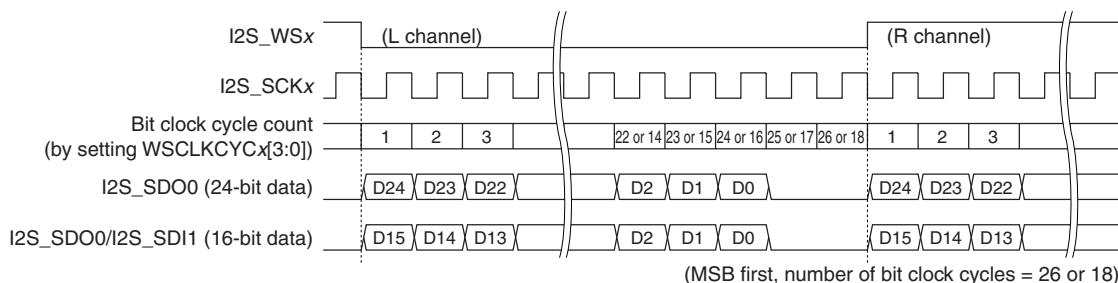 I2S_WSx (L channel) (R channel)
I2S_SCKx
Bit clock cycle count
(by setting WSCLKCYCx[3:0])
1 2 3 22 or 14 23 or 15 24 or 16 25 or 17 26 or 18 1 2 3
I2S_SDO0 (24-bit data) D24 D23 D22 D2 D1 D0 D24 D23 D22
I2S_SDO0/I2S_SDI1 (16-bit data) D15 D14 D13 D2 D1 D0 D15 D14 D13
(MSB first, number of bit clock cycles = 26 or 18)